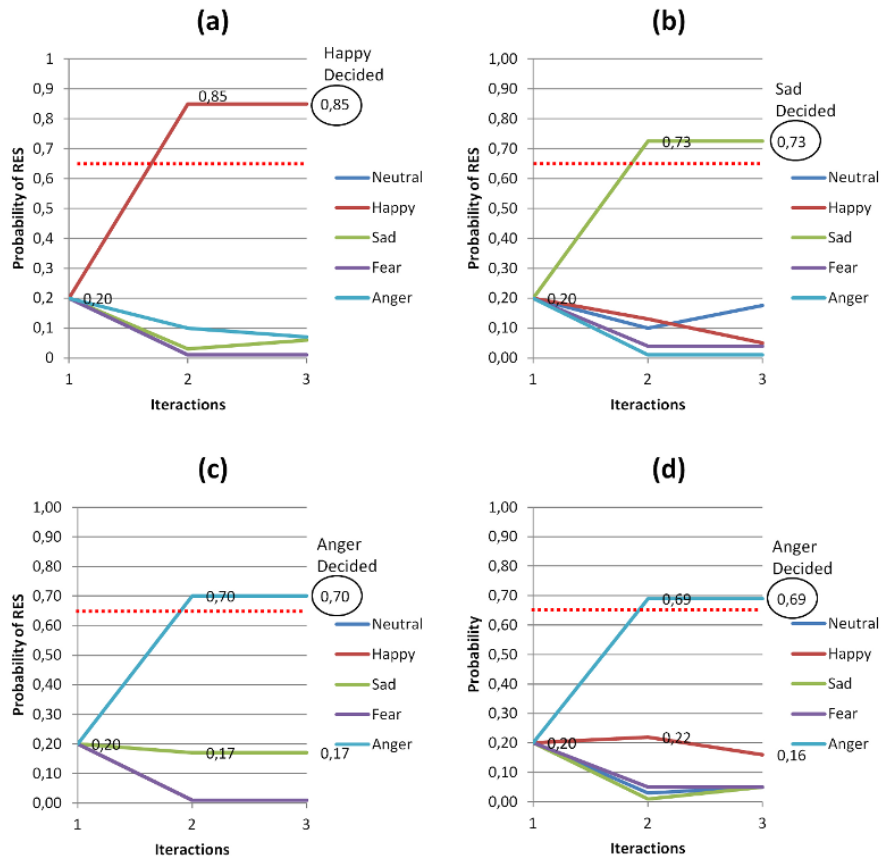 (a)
Happy
Decided
1
0,9
0,8
0,7
0,6
0,5
0,4
0,3
0,2
0,1
0
Probability of RES
0,85
0,85
0,20
Neutral
Happy
Sad
Fear
Anger
1 2 3
Iteractions
(b)
Sad
Decided
1,00
0,90
0,80
0,70
0,60
0,50
0,40
0,30
0,20
0,10
0,00
Probability of RES
0,73
0,73
0,20
Neutral
Happy
Sad
Fear
Anger
1 2 3
Iteractions
(c)
Anger
Decided
1,00
0,90
0,80
0,70
0,60
0,50
0,40
0,30
0,20
0,10
0,00
Probability of RES
0,70
0,70
0,20
0,17
0,17
Neutral
Happy
Sad
Fear
Anger
1 2 3
Iteractions
(d)
Anger
Decided
1,00
0,90
0,80
0,70
0,60
0,50
0,40
0,30
0,20
0,10
0,00
Probability
0,69
0,69
0,20
0,22
0,16
Neutral
Happy
Sad
Fear
Anger
1 2 3
Iteractions